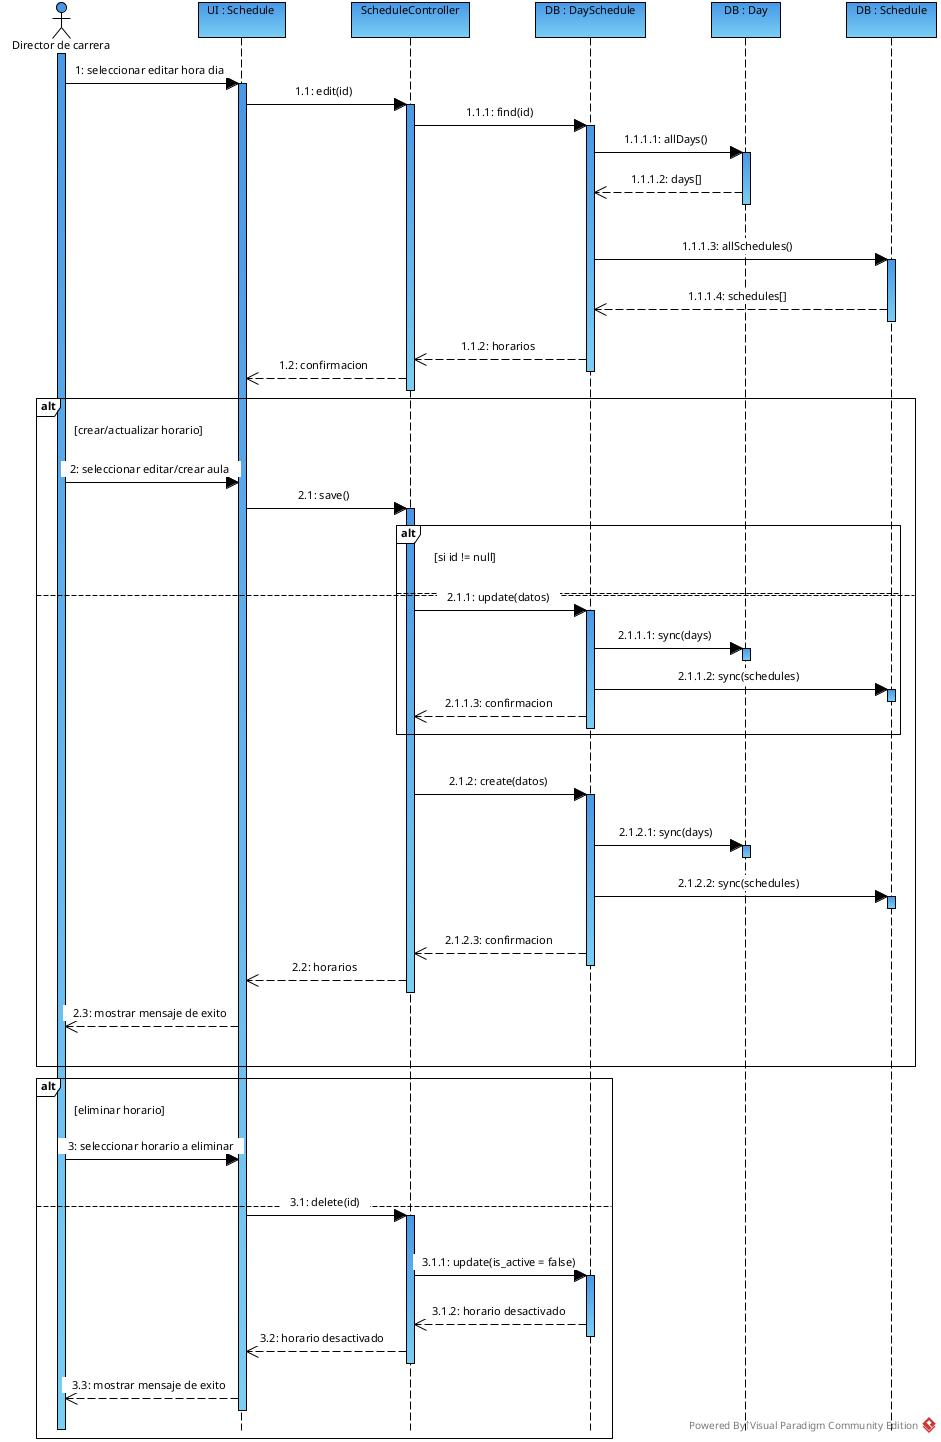 UI : Schedule
ScheduleController
DB : DaySchedule
DB : Day
DB : Schedule
Director de carrera
1: seleccionar editar hora dia
1.1: edit(id)
1.1.1: find(id)
1.1.1.1: allDays()
1.1.1.2: days[]
1.1.1.3: allSchedules()
1.1.1.4: schedules[]
1.1.2: horarios
1.2: confirmacion
alt
[crear/actualizar horario]
2: seleccionar editar/crear aula
2.1: save()
alt
[si id != null]
2.1.1: update(datos)
2.1.1.1: sync(days)
2.1.1.2: sync(schedules)
2.1.1.3: confirmacion
2.1.2: create(datos)
2.1.2.1: sync(days)
2.1.2.2: sync(schedules)
2.1.2.3: confirmacion
2.2: horarios
2.3: mostrar mensaje de exito
alt
[eliminar horario]
3: seleccionar horario a eliminar
3.1: delete(id)
3.1.1: update(is_active = false)
3.1.2: horario desactivado
3.2: horario desactivado
3.3: mostrar mensaje de exito
Powered By Visual Paradigm Community Edition